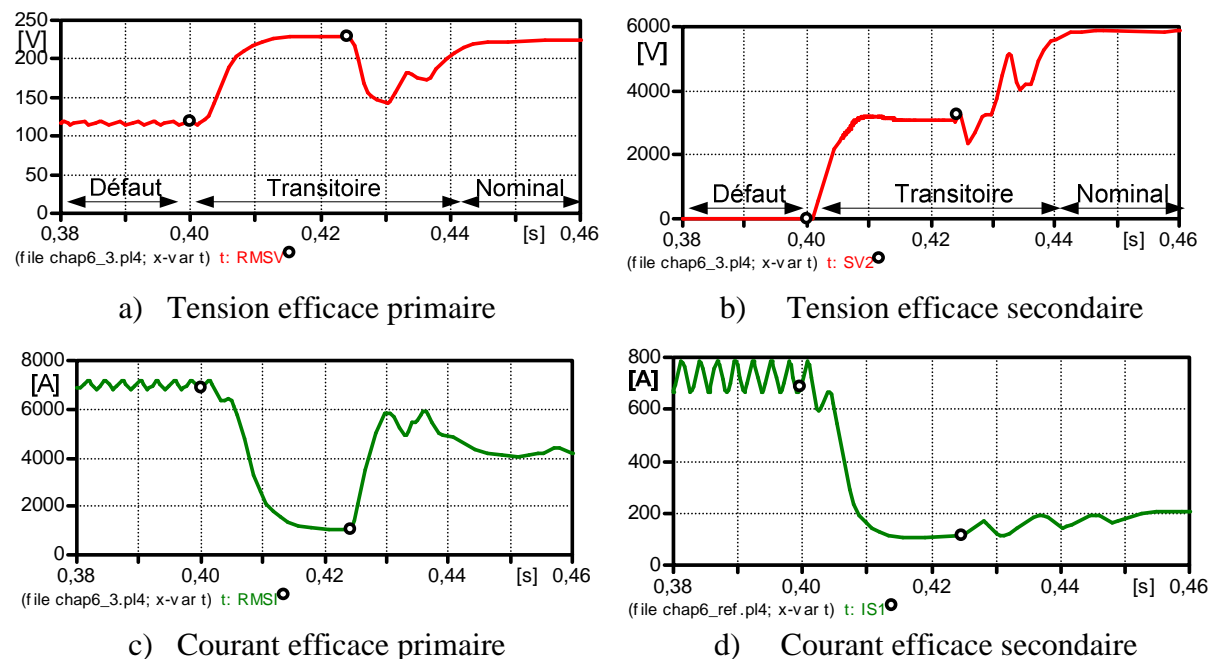 250
[V]
200
150
100
50
0
Défaut
Transitoire
Nominal
0,38
0,40
0,42
0,44
[s]
0,46
(file chap6_3.pl4; x-var t) t: RMSV
a) Tension efficace primaire
6000
[V]
4000
2000
0
Défaut
Transitoire
Nominal
0,38
0,40
0,42
0,44
[s]
0,46
(file chap6_3.pl4; x-var t) t: SV2
b) Tension efficace secondaire
8000
[A]
6000
4000
2000
0
0,38
0,40
0,42
0,44
[s]
0,46
(file chap6_3.pl4; x-var t) t: RMSI
c) Courant efficace primaire
800
[A]
600
400
200
0
0,38
0,40
0,42
0,44
[s]
0,46
(file chap6_ref.pl4; x-var t) t: IS1
d) Courant efficace secondaire